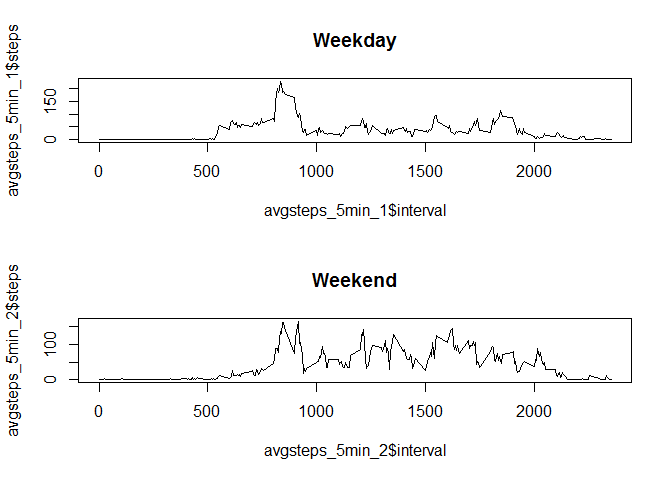 Weekday
avgsteps_5min_1$steps
150
0
0 500 1000 1500 2000
avgsteps_5min_1$interval
Weekend
avgsteps_5min_2$steps
100
0
0 500 1000 1500 2000
avgsteps_5min_2$interval